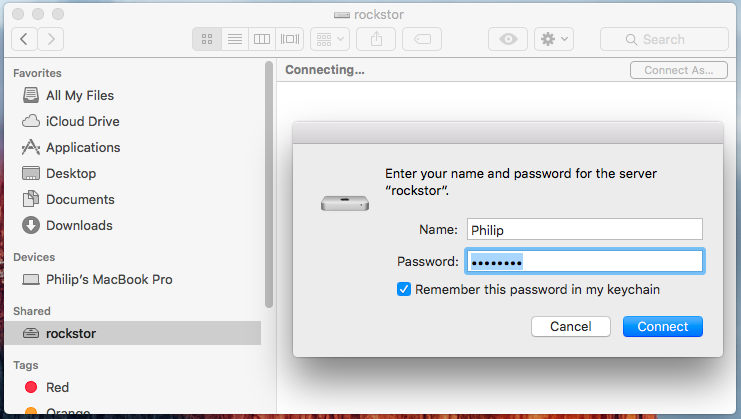 rockstor
Search
Favorites
All My Files
iCloud Drive
Applications
Desktop
Documents
Downloads
Devices
Philip's MacBook Pro
Shared
rockstor
Tags
Red
Orange
Connecting...
Connect As...
Enter your name and password for the server
“rockstor”.
Name: Philip
Password: ••••••••
Remember this password in my keychain
Cancel Connect